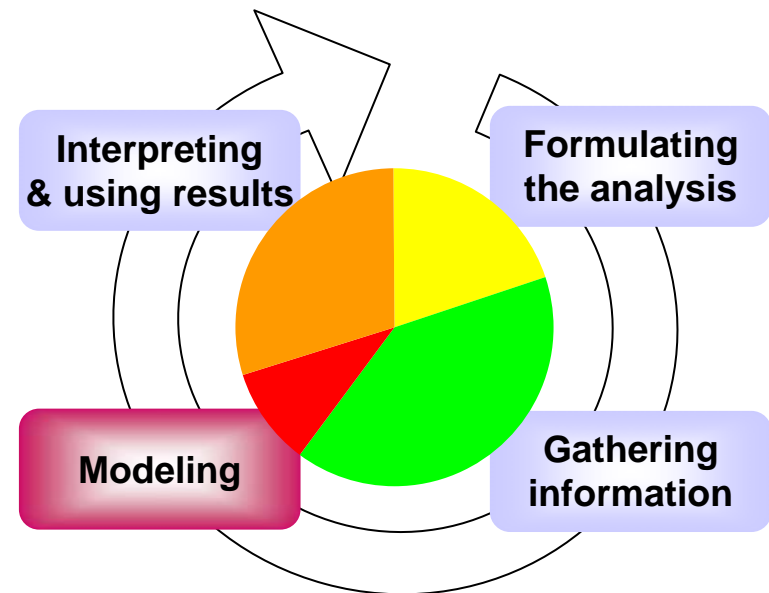 Interpreting
& using results
Formulating
the analysis
Modeling
Gathering
information